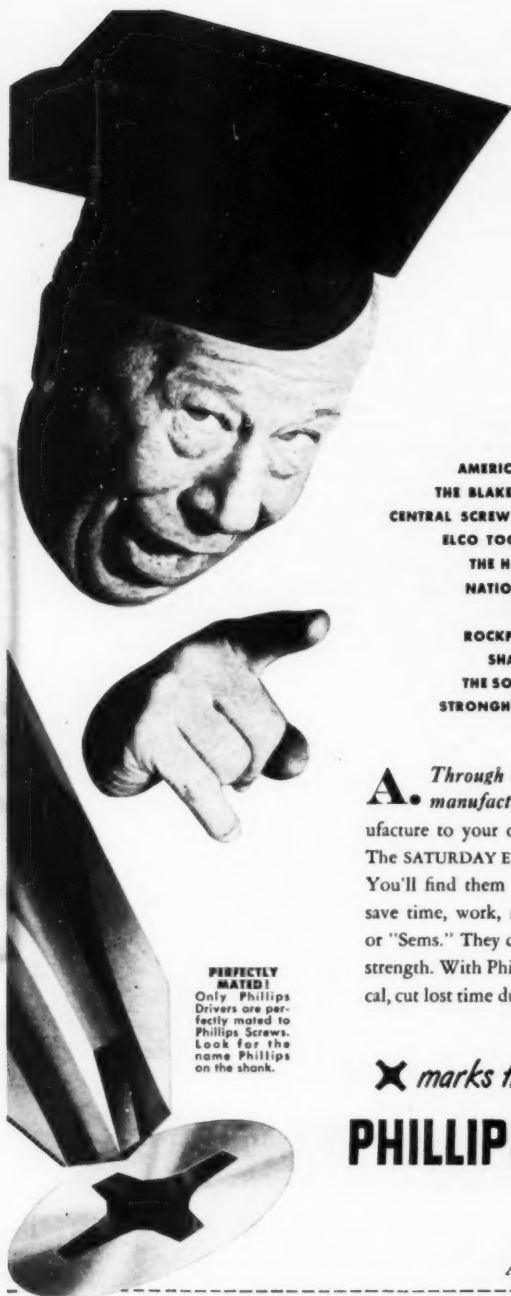 AMERIC
THE BLAKE
CENTRAL SCREW
ELCO TOO
THE H
NATIO
ROCKF
SHA
THE SO
STRONGH
A. Through
manufact
ufacture to your o
The SATURDAY E
You'll find them
save time, work,
or "Sems." They c
strength. With Phi
cal, cut lost time du
PERFECTLY
MATED!
Only Phillips
Drivers are per-
fectly mated to
Phillips Screws.
Look for the
name Phillips
on the shank.
X marks t
PHILLIP
A